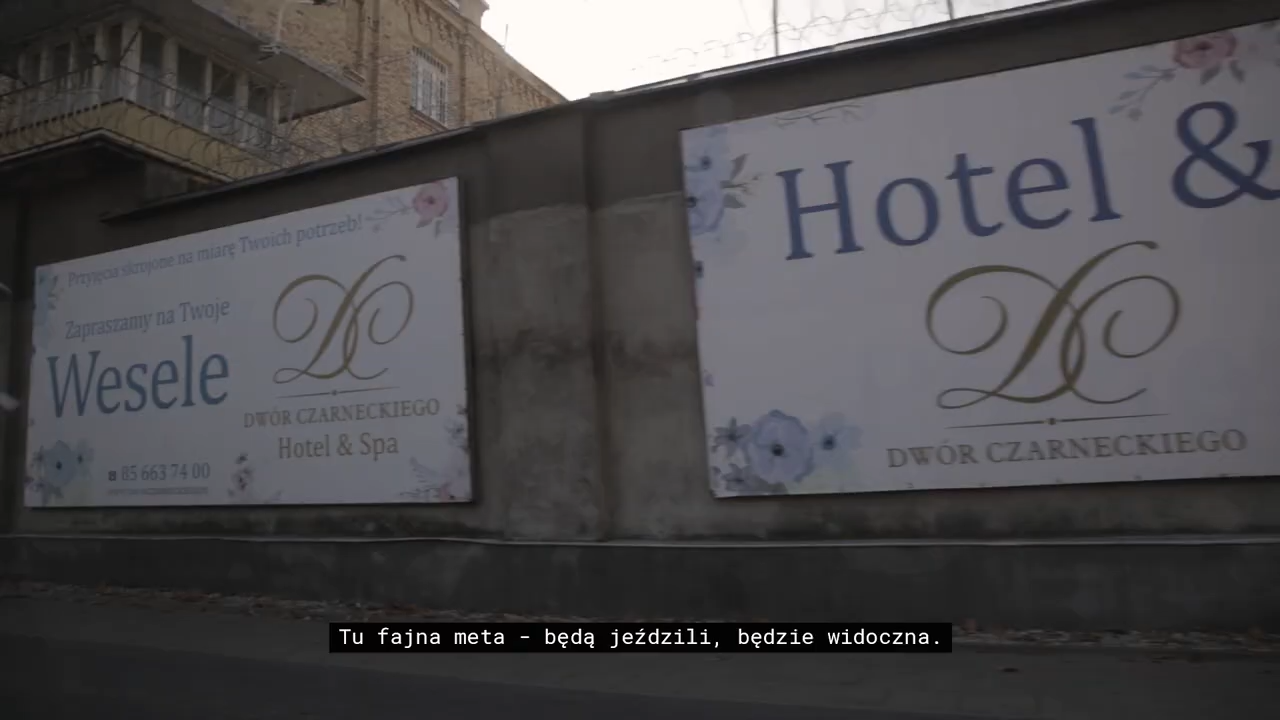 Przyjęcia skrojone na miarę Twoich potrzeb!
Zapraszamy na Twoje
Wesele
DWÓR CZARNECKIEGO
Hotel & Spa
85 663 74 00
Hotel &
DWÓR CZARNECKIEGO
Tu fajna meta - będą jeździli, będzie widoczna.